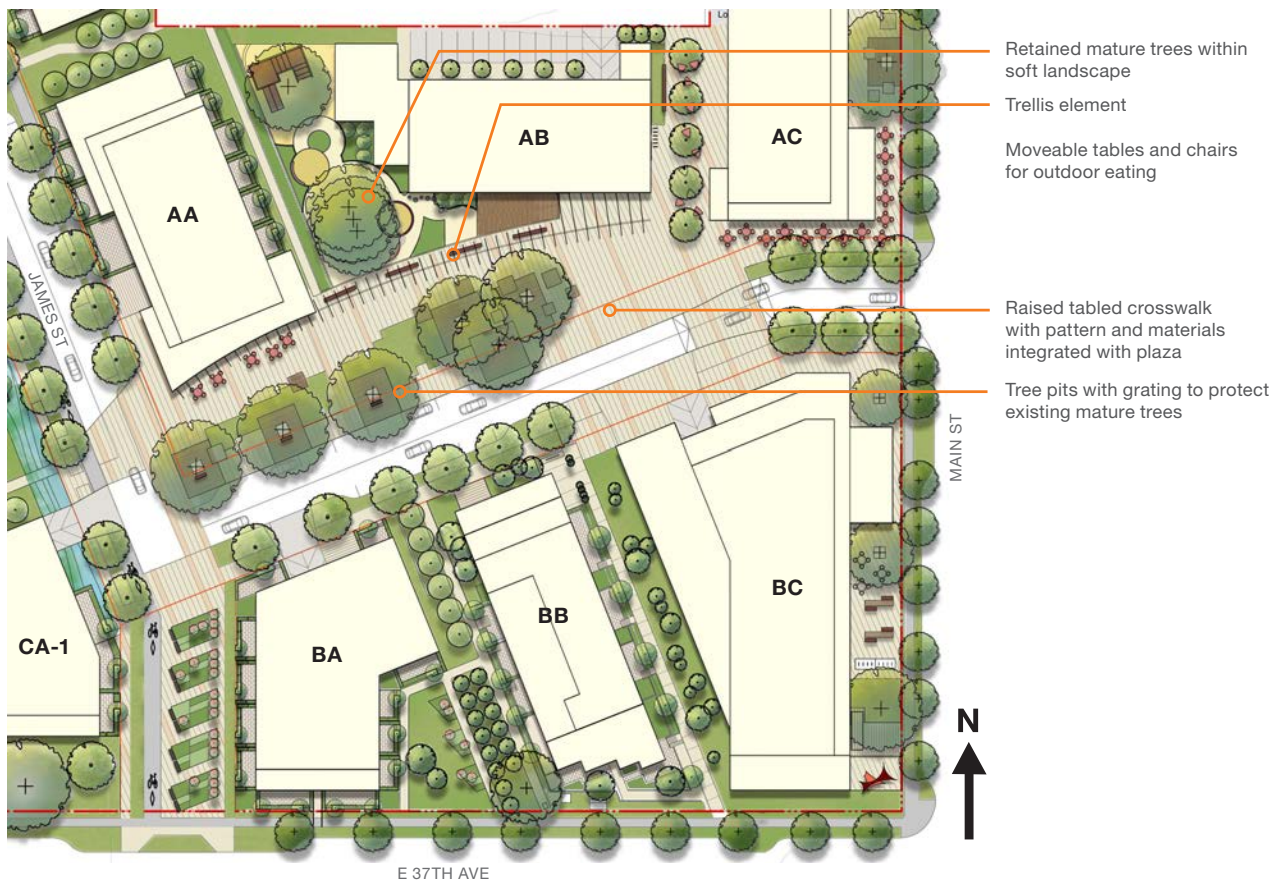 Lo
Retained mature trees within
soft landscape
Trellis element
Moveable tables and chairs
for outdoor eating
Raised tabled crosswalk
with pattern and materials
integrated with plaza
Tree pits with grating to protect
existing mature trees
AA
AB
AC
JAMES ST
MAIN ST
CA-1
BA
BB
BC
N
E 37TH AVE